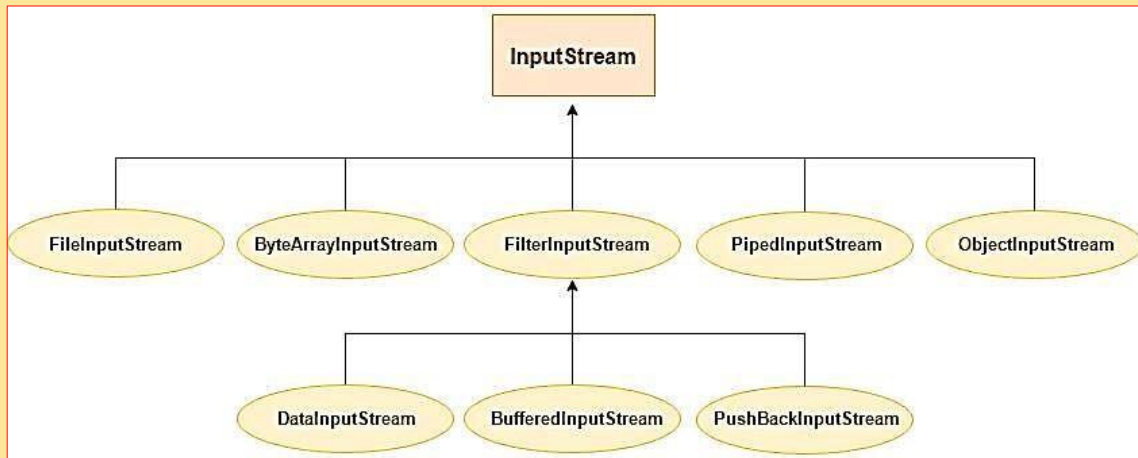 InputStream
FileInputStream
ByteArrayInputStream
FilterInputStream
PipedInputStream
ObjectInputStream
DataInputStream
BufferedInputStream
PushBackInputStream